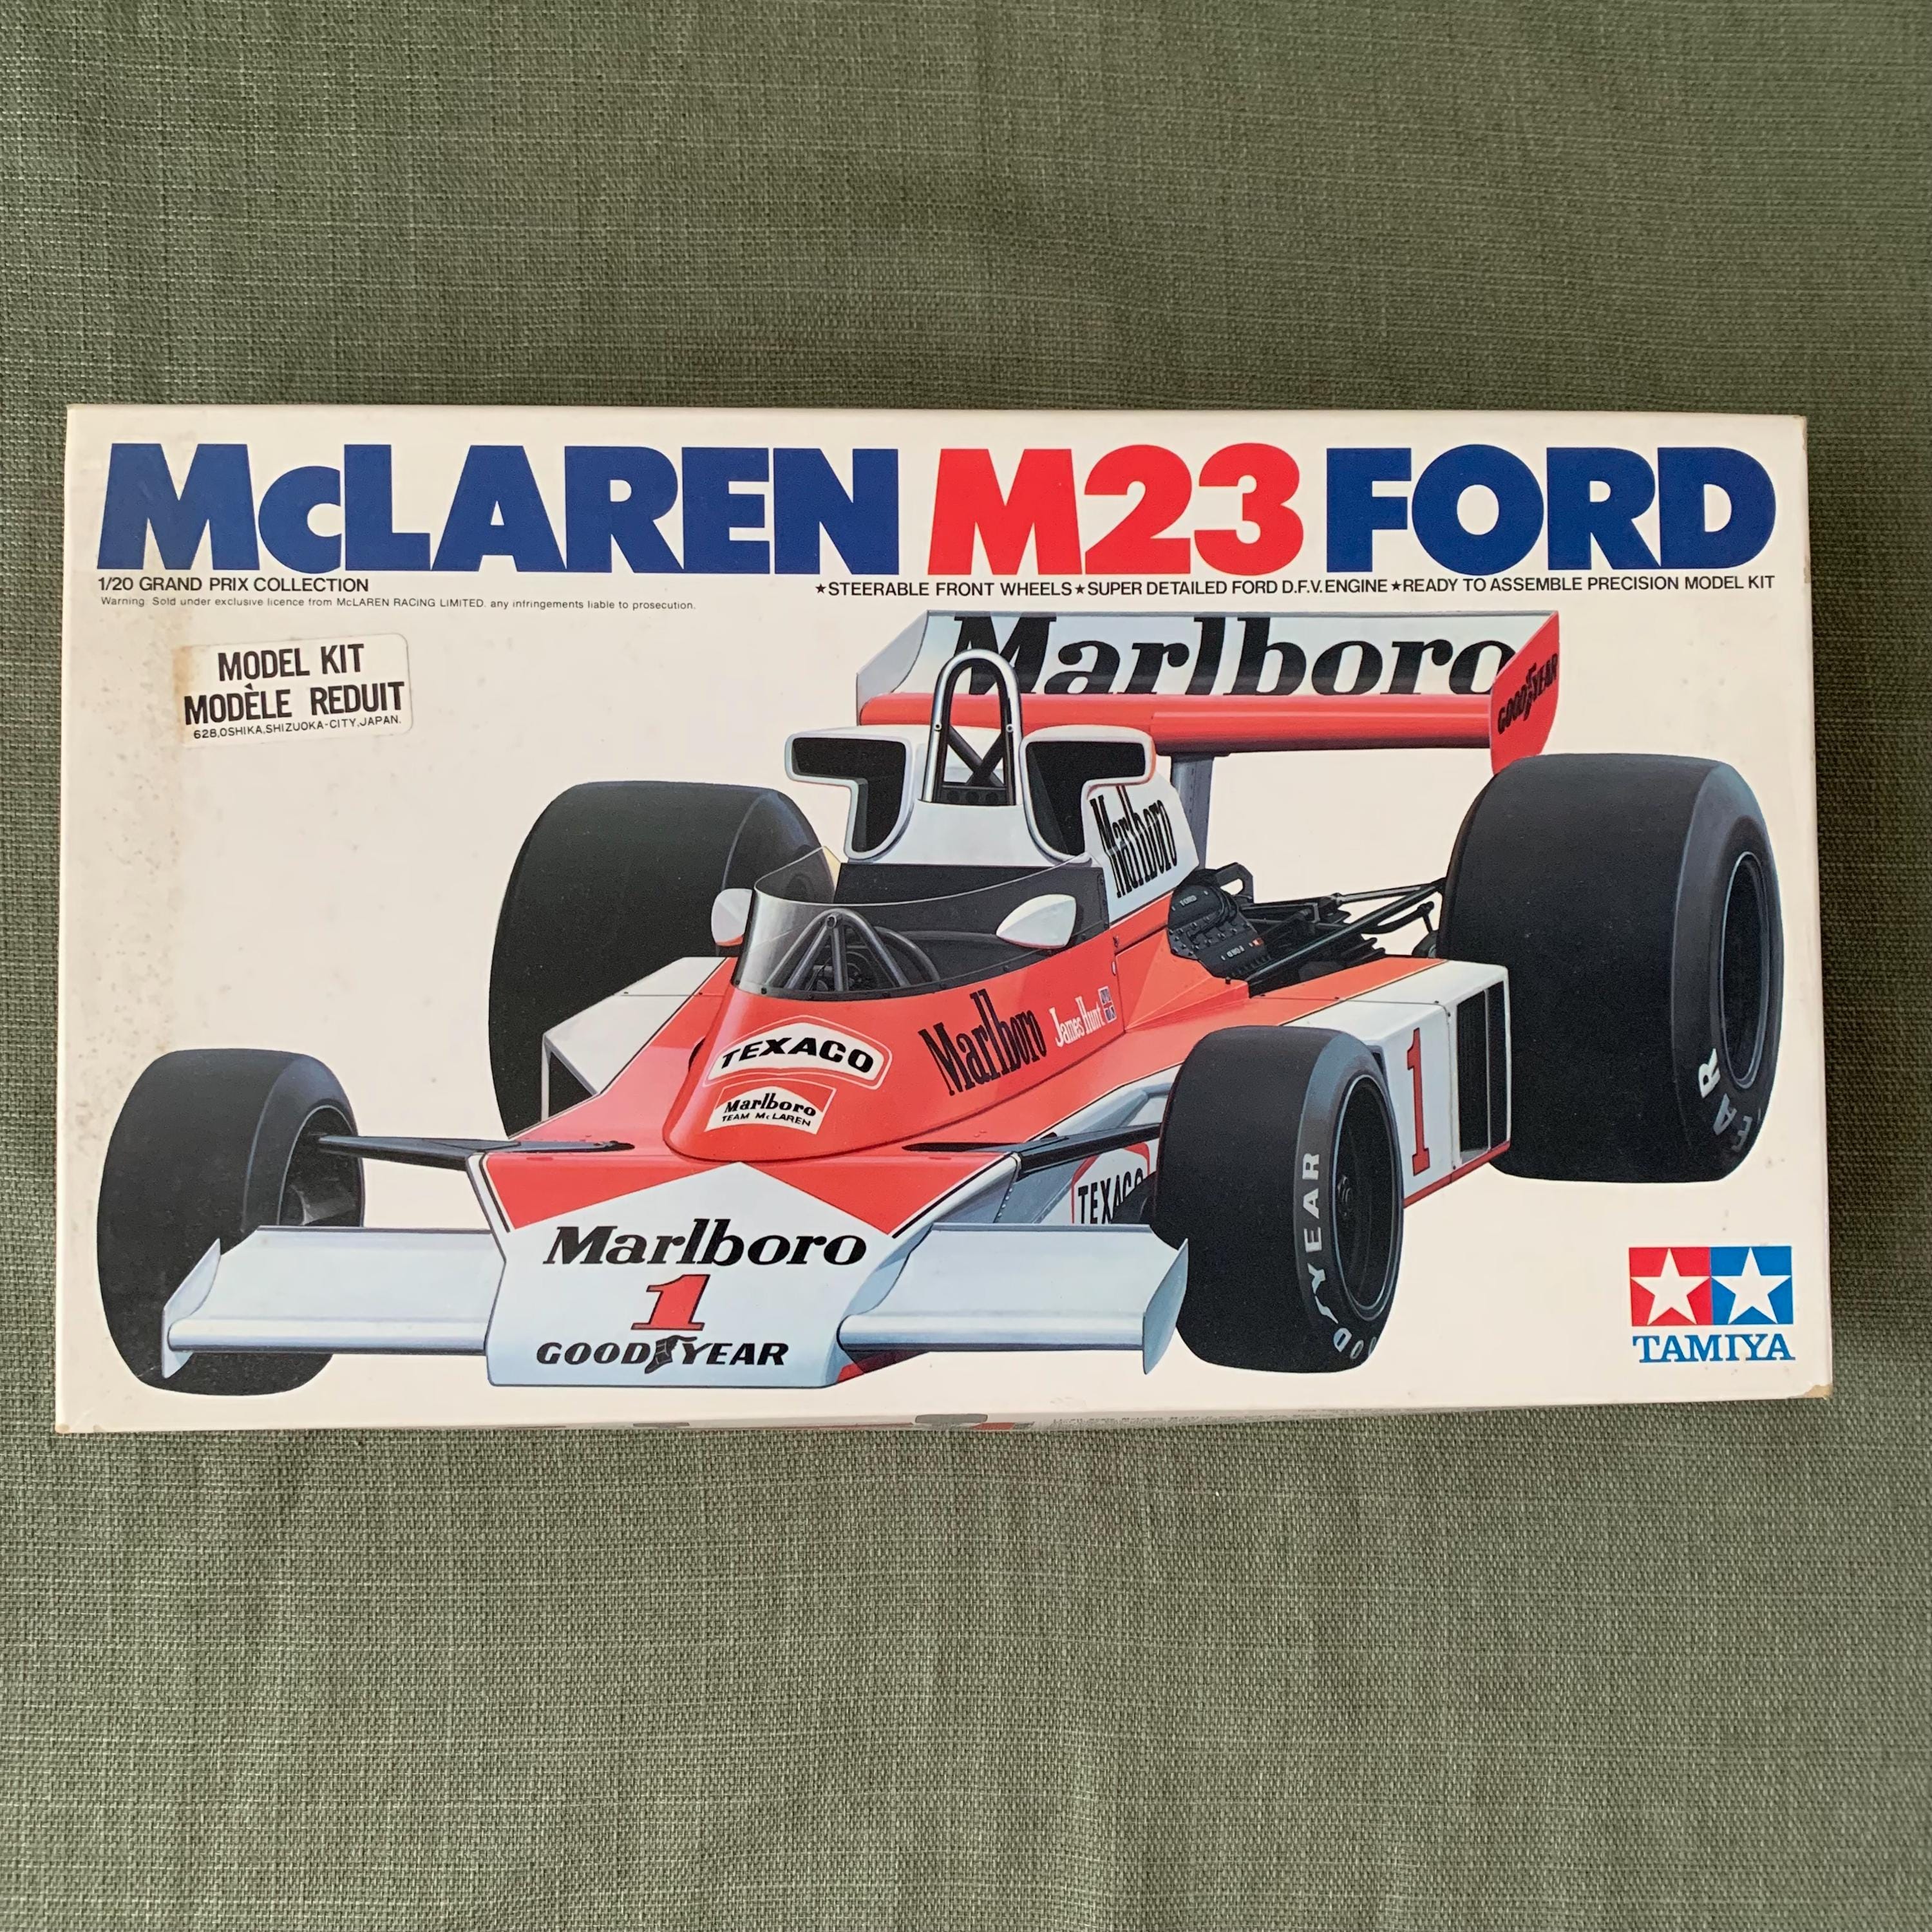 McLAREN M23 FORD
1/20 GRAND PRIX COLLECTION
★STEERABLE FRONT WHEELS★SUPER DETAILED FORD D.F.V. ENGINE★READY TO ASSEMBLE PRECISION MODEL KIT
Warning. Sold under exclusive licence from McLAREN RACING LIMITED. any infringements liable to prosecution.
MODEL KIT
MODÈLE REDUIT
628,OSHIKA,SHIZUOKA-CITY,JAPAN.
Marlboro
GOODYEAR
Marlboro
FORD
Marlboro
James Hunt
TEXACO
Marlboro
TEAM McLAREN
1
EAR
TEXACO
GOODYEAR
Marlboro
1
GOODYEAR
TAMIYA